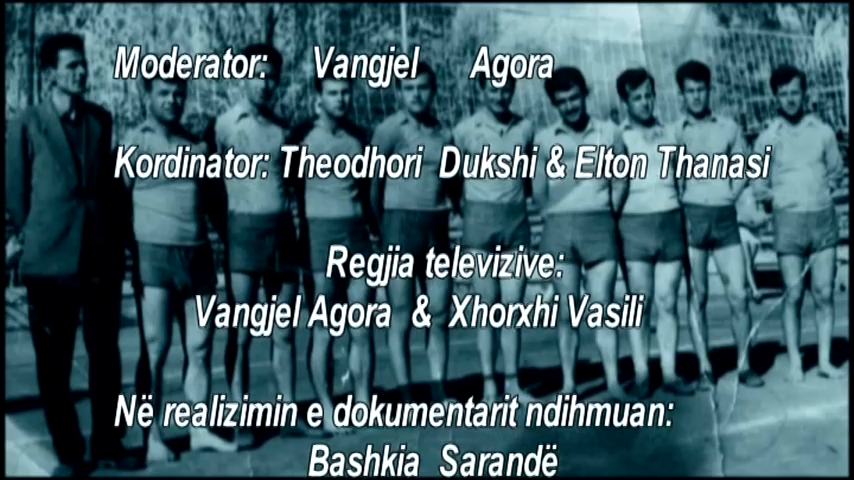 Moderator: Vangjel Agora
Kordinator: Theodhori Dukshi & Elton Thanasi
Regjia televizive:
Vangjel Agora & Xhorxhi Vasili
Në realizimin e dokumentarit ndihmuan:
Bashkia Sarandë